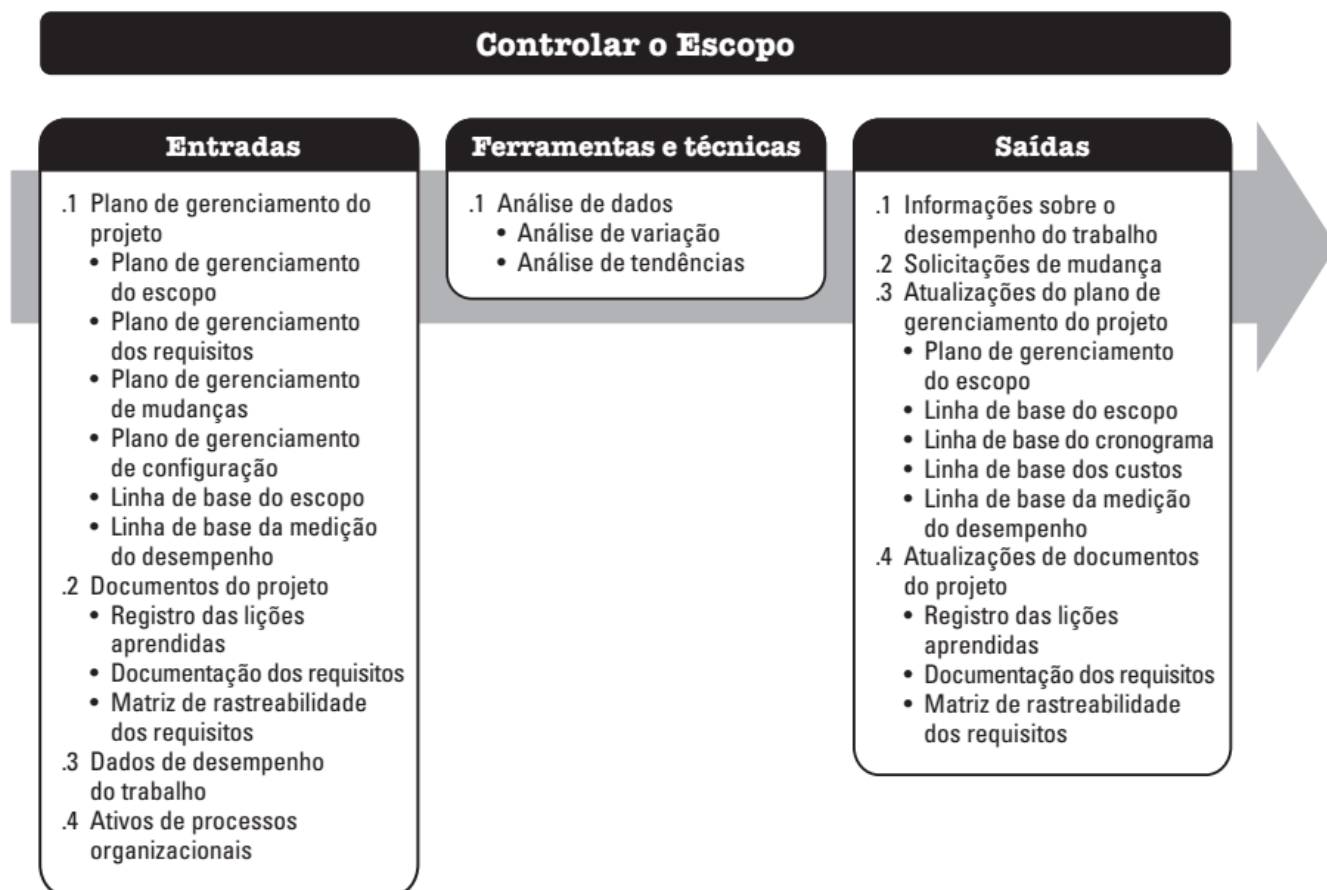 Controlar o Escopo
Entradas
.1 Plano de gerenciamento do
projeto
• Plano de gerenciamento
do escopo
• Plano de gerenciamento
dos requisitos
• Plano de gerenciamento
de mudanças
• Plano de gerenciamento
de configuração
• Linha de base do escopo
• Linha de base da medição
do desempenho
.2 Documentos do projeto
• Registro das lições
aprendidas
• Documentação dos requisitos
• Matriz de rastreabilidade
dos requisitos
.3 Dados de desempenho
do trabalho
.4 Ativos de processos
organizacionais
Ferramentas e técnicas
.1 Análise de dados
• Análise de variação
• Análise de tendências
Saídas
.1 Informações sobre o
desempenho do trabalho
.2 Solicitações de mudança
.3 Atualizações do plano de
gerenciamento do projeto
• Plano de gerenciamento
do escopo
• Linha de base do escopo
• Linha de base do cronograma
• Linha de base dos custos
• Linha de base da medição
do desempenho
.4 Atualizações de documentos
do projeto
• Registro das lições
aprendidas
• Documentação dos requisitos
• Matriz de rastreabilidade
dos requisitos